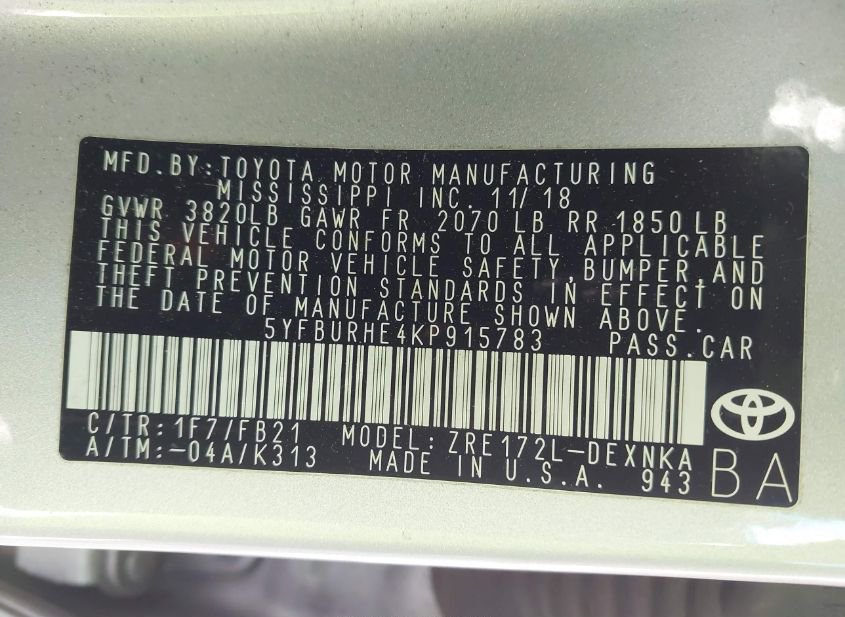 MFD.BY:TOYOTA MOTOR MANUFACTURING
MISSISSIPPI INC. 11/18
GVWR 3820LB GAWR FR 2070 LB RR 1850 LB
THIS VEHICLE CONFORMS TO ALL APPLICABLE
FEDERAL MOTOR VEHICLE SAFETY,BUMPER,AND
THEFT PREVENTION STANDARDS IN EFFECT ON
THE DATE OF MANUFACTURE SHOWN ABOVE.
5YFBURHE4KP915783 PASS.CAR
C/TR:1F7/FB21 MODEL:ZRE172L-DEXNKA
A/TM:-04A/K313 MADE IN U.S.A. 943
BA